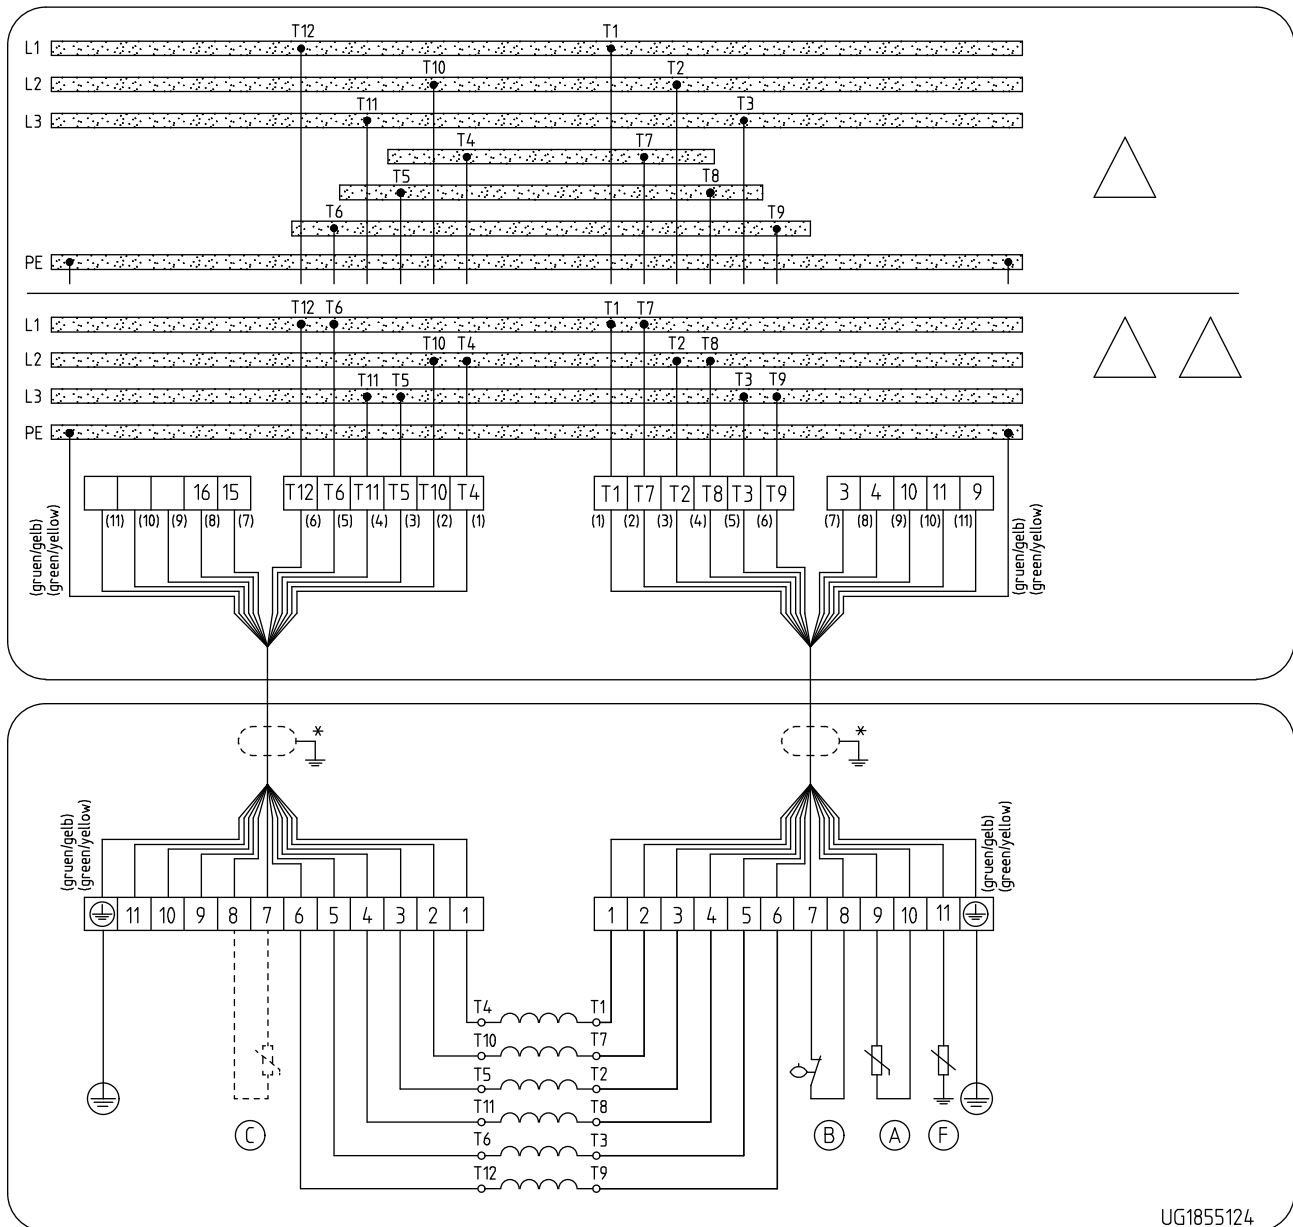 T12 T1
L1
T10 T2
L2
T11 T3
L3
T4 T7
T5 T8
T6 T9
PE
T12 T6 T1 T7
L1
T10 T4 T2 T8
L2
T11 T5 T3 T9
L3
PE
16 15 T12 T6 T11 T5 T10 T4 T1 T7 T2 T8 T3 T9 3 4 10 11 9
(11) (10) (9) (8) (7) (6) (5) (4) (3) (2) (1) (1) (2) (3) (4) (5) (6) (7) (8) (9) (10) (11)
(gruen/gelb)
(green/yellow)
(gruen/gelb)
(green/yellow)
* *
(gruen/gelb)
(green/yellow)
(gruen/gelb)
(green/yellow)
11 10 9 8 7 6 5 4 3 2 1 1 2 3 4 5 6 7 8 9 10 11
T4 T1
T10 T7
T5 T2
T11 T8
T6 T3
T12 T9
C B A F
UG1855124